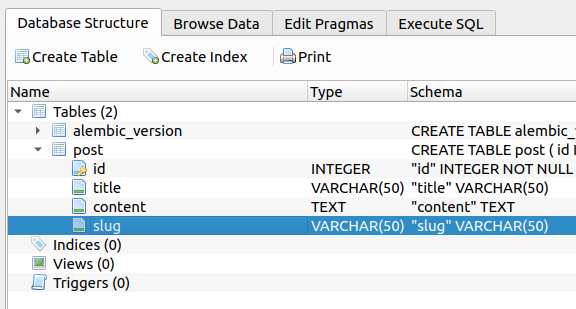 Database Structure Browse Data Edit Pragmas Execute SQL
Create Table Create Index Print
Name Type Schema
Tables (2)
alembic_version CREATE TABLE alembic_
post CREATE TABLE post ( id
id INTEGER "id" INTEGER NOT NULL
title VARCHAR(50) "title" VARCHAR(50)
content TEXT "content" TEXT
slug VARCHAR(50) "slug" VARCHAR(50)
Indices (0)
Views (0)
Triggers (0)